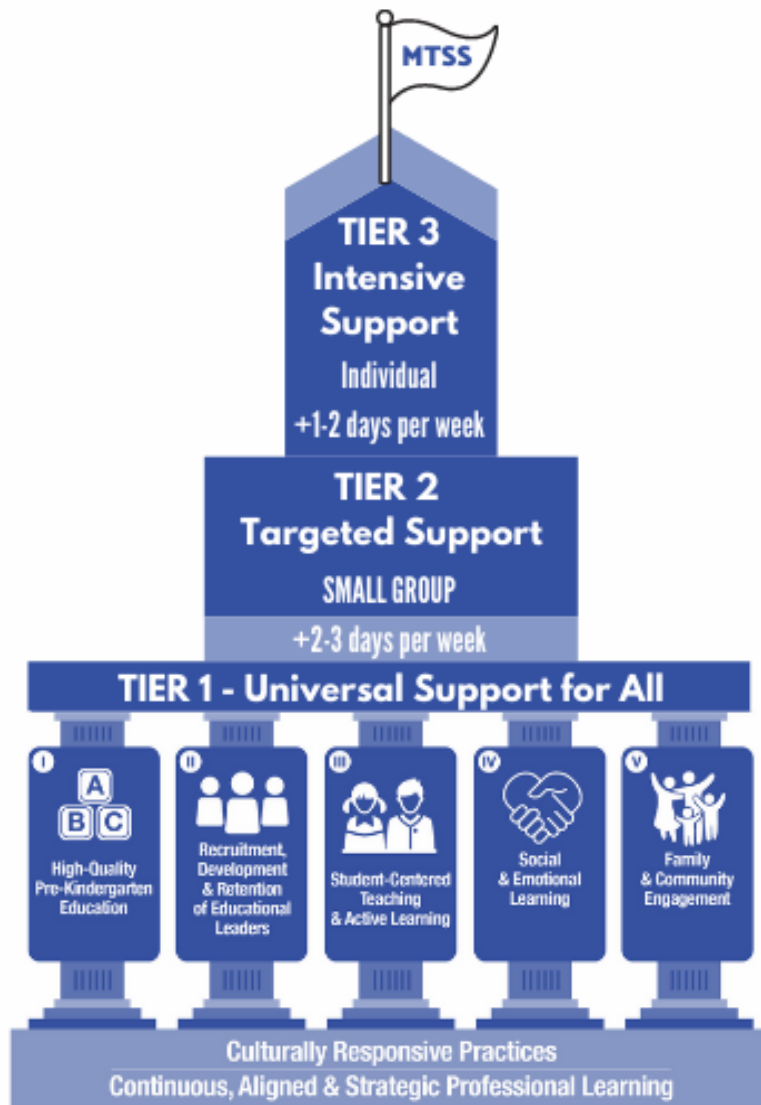 MTSS
TIER 3
Intensive
Support
Individual
+1-2 days per week
TIER 2
Targeted Support
SMALL GROUP
+2-3 days per week
TIER 1 - Universal Support for All
I
A
B C
High-Quality
Pre-Kindergarten
Education
II
Recruitment,
Development
& Retention
of Educational
Leaders
III
Student-Centered
Teaching
& Active Learning
IV
Social
& Emotional
Learning
V
Family
& Community
Engagement
Culturally Responsive Practices
Continuous, Aligned & Strategic Professional Learning